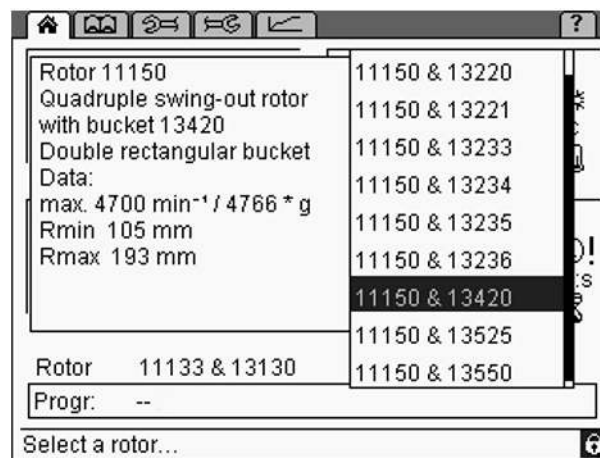 ?
Rotor 11150
Quadruple swing-out rotor
with bucket 13420
Double rectangular bucket
Data:
max. 4700 min⁻¹ / 4766 * g
Rmin 105 mm
Rmax 193 mm
11150 & 13220
11150 & 13221
11150 & 13233
11150 & 13234
11150 & 13235
11150 & 13236
11150 & 13420
11150 & 13525
11150 & 13550
Rotor 11133 & 13130
Progr: --
Select a rotor...